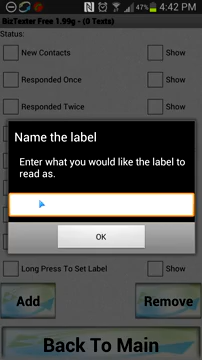 47% 4:42 PM
BizTexter Free 1.99g - (0 Texts)
Status:
New Contacts Show
Responded Once Show
Responded Twice Show
Name the label
Enter what you would like the label to
read as.
OK
Long Press To Set Label Show
Add Remove
Back To Main